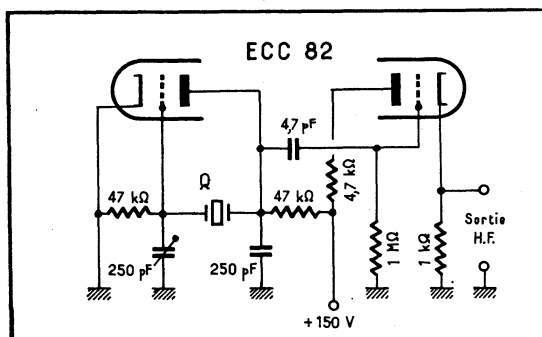 ECC 82
4,7 pF
47 kΩ
Q
47 kΩ
4,7 kΩ
250 pF
250 pF
1 MΩ
1 kΩ
Sortie
H.F.
+150 V